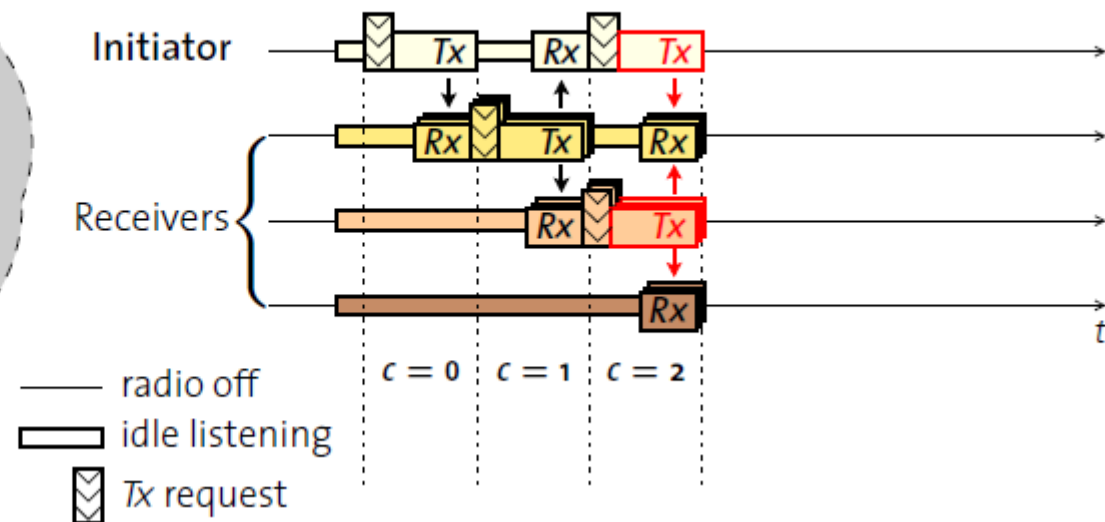 Initiator
Tx
Rx
Tx
Rx
Tx
Rx
Receivers
Rx
Tx
Rx
t
c = 0
c = 1
c = 2
radio off
idle listening
Tx request